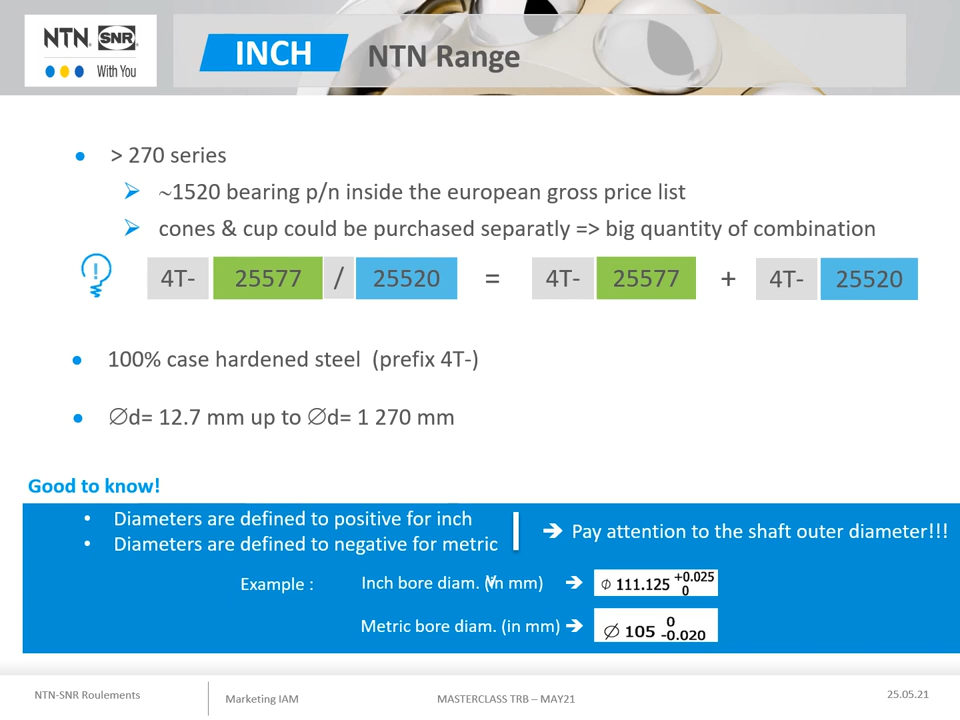 NTN. SNR
With You
INCH NTN Range
• > 270 series
➢ ~1520 bearing p/n inside the european gross price list
➢ cones & cup could be purchased separatly => big quantity of combination
! 4T- 25577 / 25520 = 4T- 25577 + 4T- 25520
• 100% case hardened steel (prefix 4T-)
• ∅d= 12.7 mm up to ∅d= 1 270 mm
Good to know!
• Diameters are defined to positive for inch
• Diameters are defined to negative for metric
➔ Pay attention to the shaft outer diameter!!!
Example : Inch bore diam. (in mm) ➔ ∅ 111.125 +0.025 0
Metric bore diam. (in mm) ➔ ∅ 105 0 -0.020
NTN-SNR Roulements Marketing IAM MASTERCLASS TRB – MAY21 25.05.21